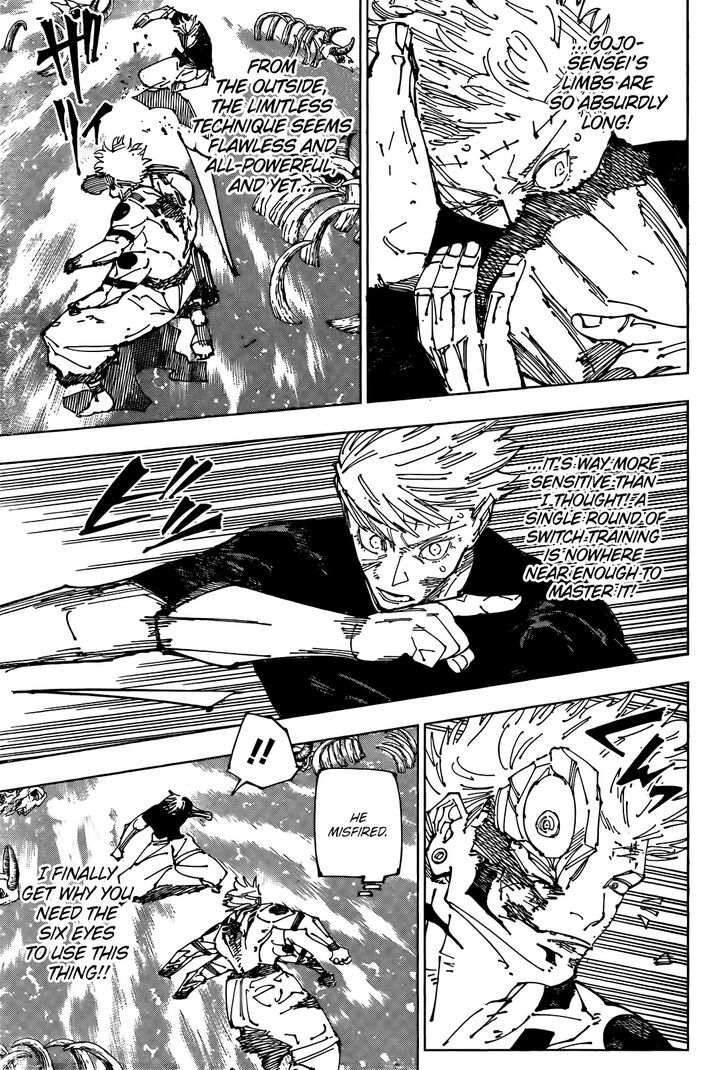 ...GOJO-
SENSEI'S
LIMBS ARE
SO ABSURDLY
LONG!
FROM
THE OUTSIDE,
THE LIMITLESS
TECHNIQUE SEEMS
FLAWLESS AND
ALL-POWERFUL,
AND YET...
...IT'S WAY MORE
SENSITIVE THAN
I THOUGHT! A
SINGLE ROUND OF
SWITCH-TRAINING
IS NOWHERE
NEAR ENOUGH TO
MASTER IT!
!!
HE
MISFIRED.
I FINALLY
GET WHY YOU
NEED THE
SIX EYES
TO USE THIS
THING!!